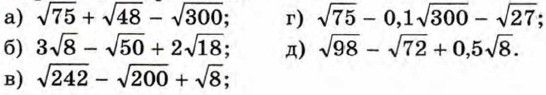 а) √75 + √48 − √300;
б) 3√8 − √50 + 2√18;
в) √242 − √200 + √8;
г) √75 − 0,1√300 − √27;
д) √98 − √72 + 0,5√8.